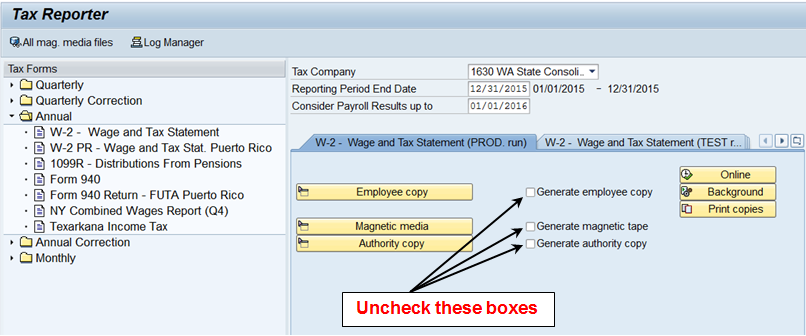 Tax Reporter
All mag. media files Log Manager
Tax Forms
Quarterly
Quarterly Correction
Annual
W-2 - Wage and Tax Statement
W-2 PR - Wage and Tax Stat. Puerto Rico
1099R - Distributions From Pensions
Form 940
Form 940 Return - FUTA Puerto Rico
NY Combined Wages Report (Q4)
Texarkana Income Tax
Annual Correction
Monthly
Tax Company 1630 WA State Consoli..
Reporting Period End Date 12/31/2015 01/01/2015 - 12/31/2015
Consider Payroll Results up to 01/01/2016
W-2 - Wage and Tax Statement (PROD. run) W-2 - Wage and Tax Statement (TEST r...
Employee copy Generate employee copy
Magnetic media Generate magnetic tape
Authority copy Generate authority copy
Online
Background
Print copies
Uncheck these boxes